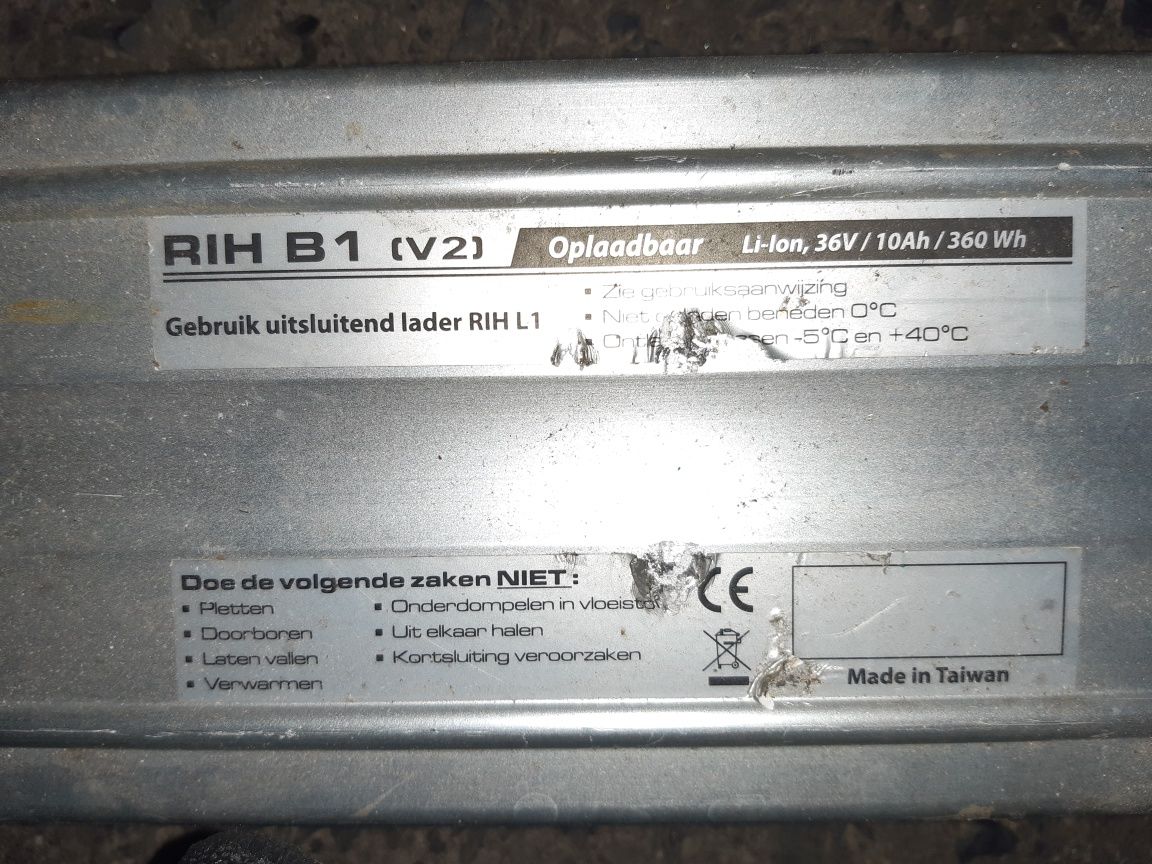 RIH B1 (V2) Oplaadbaar Li-Ion, 36V / 10Ah / 360 Wh
Gebruik uitsluitend lader RIH L1
▪ Zie gebruiksaanwijzing
▪ Niet beneden 0°C
▪ -5°C en +40°C
Doe de volgende zaken NIET:
▪ Pletten
▪ Doorboren
▪ Laten vallen
▪ Verwarmen
▪ Onderdompelen in
▪ Uit elkaar halen
▪ Kortsluiting veroorzaken
CE
Made in Taiwan